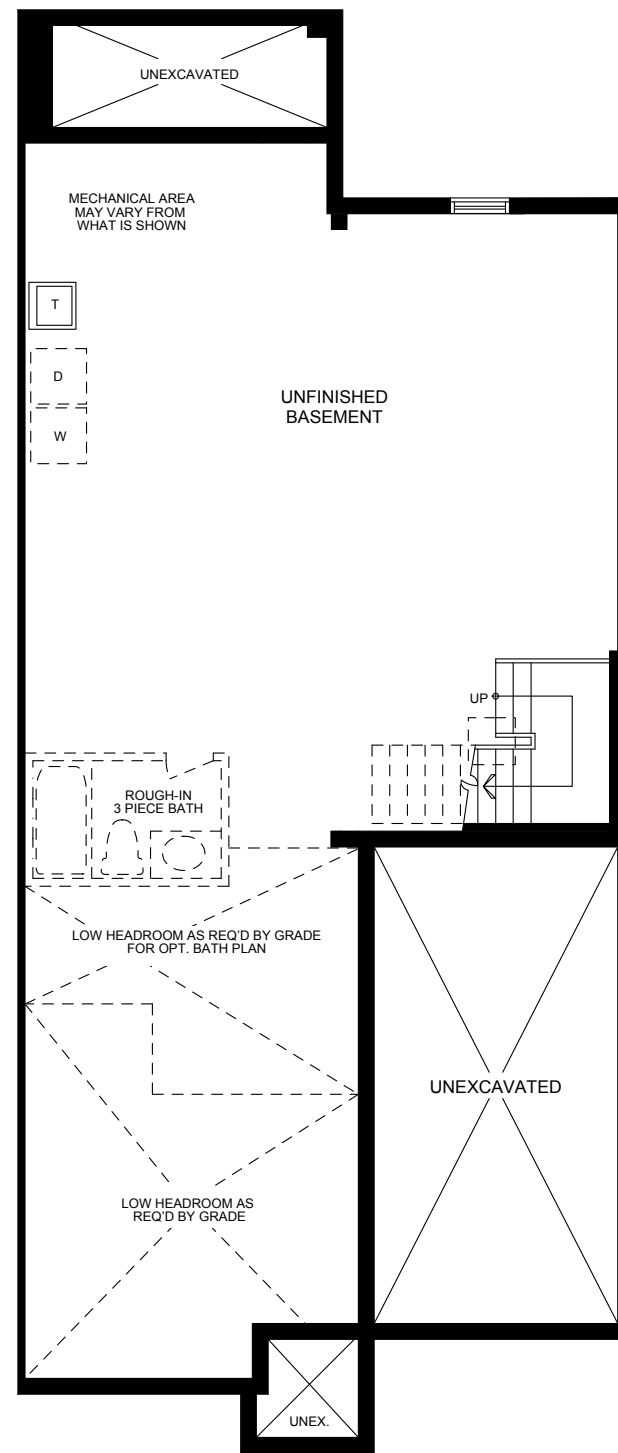 UNEXCAVATED
MECHANICAL AREA
MAY VARY FROM
WHAT IS SHOWN
T
D
W
UNFINISHED
BASEMENT
UP
ROUGH-IN
3 PIECE BATH
LOW HEADROOM AS REQ'D BY GRADE
FOR OPT. BATH PLAN
UNEXCAVATED
LOW HEADROOM AS
REQ'D BY GRADE
UNEX.